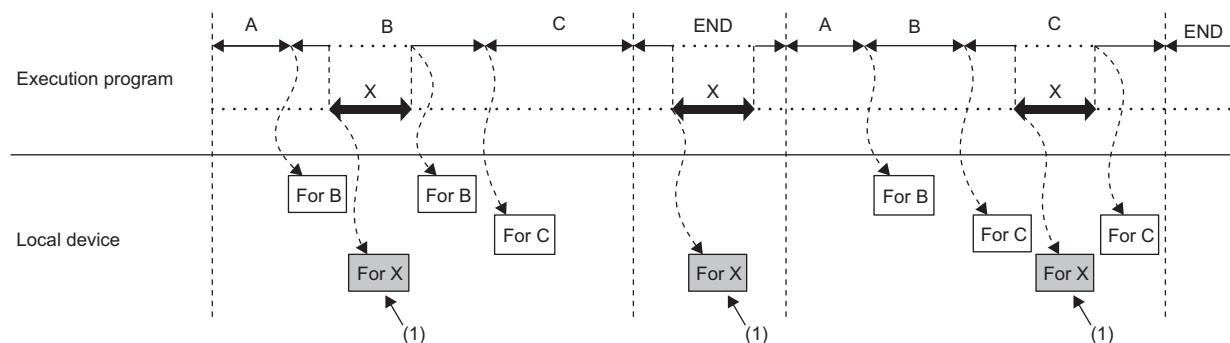 A B C END A B C END
Execution program
X X X
For B For B For B
Local device
For C For C For C
For X For X For X
(1) (1) (1)